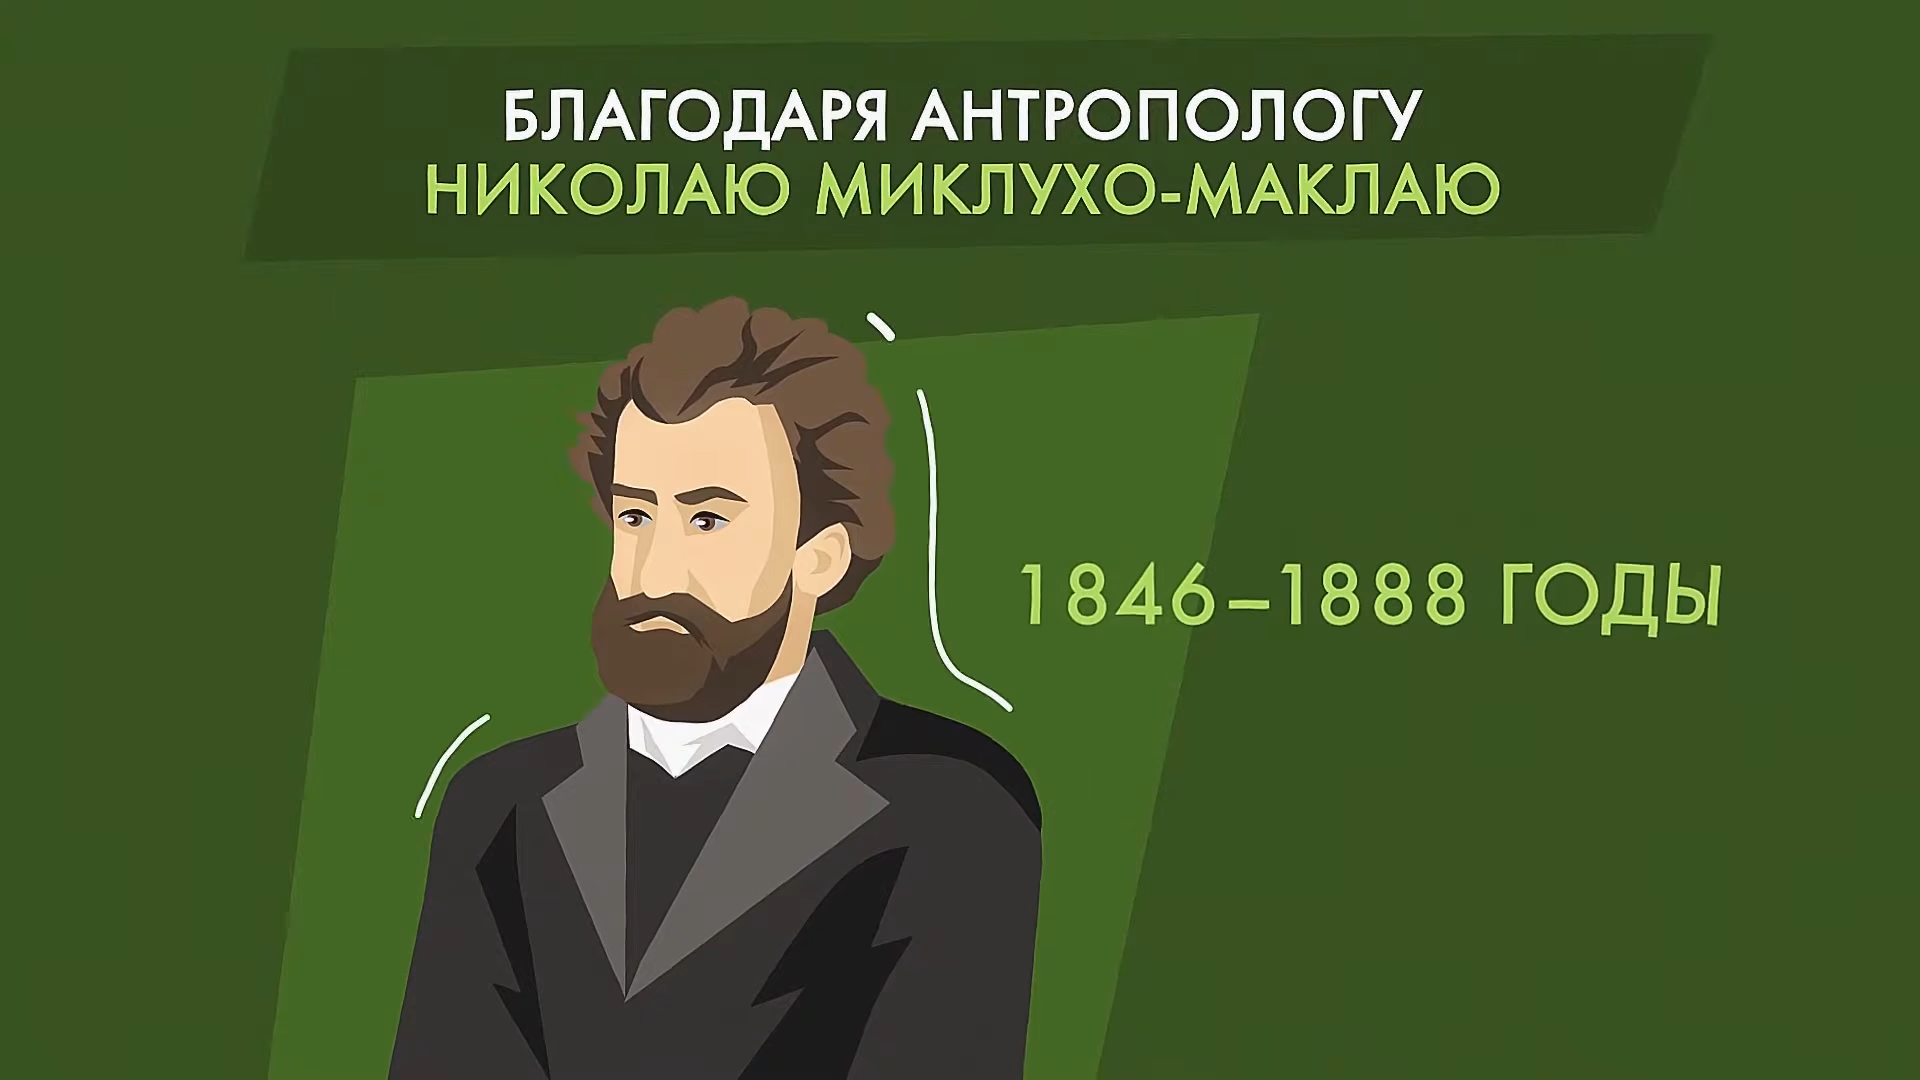 БЛАГОДАРЯ АНТРОПОЛОГУ
НИКОЛАЮ МИКЛУХО-МАКЛАЮ
1846–1888 ГОДЫ